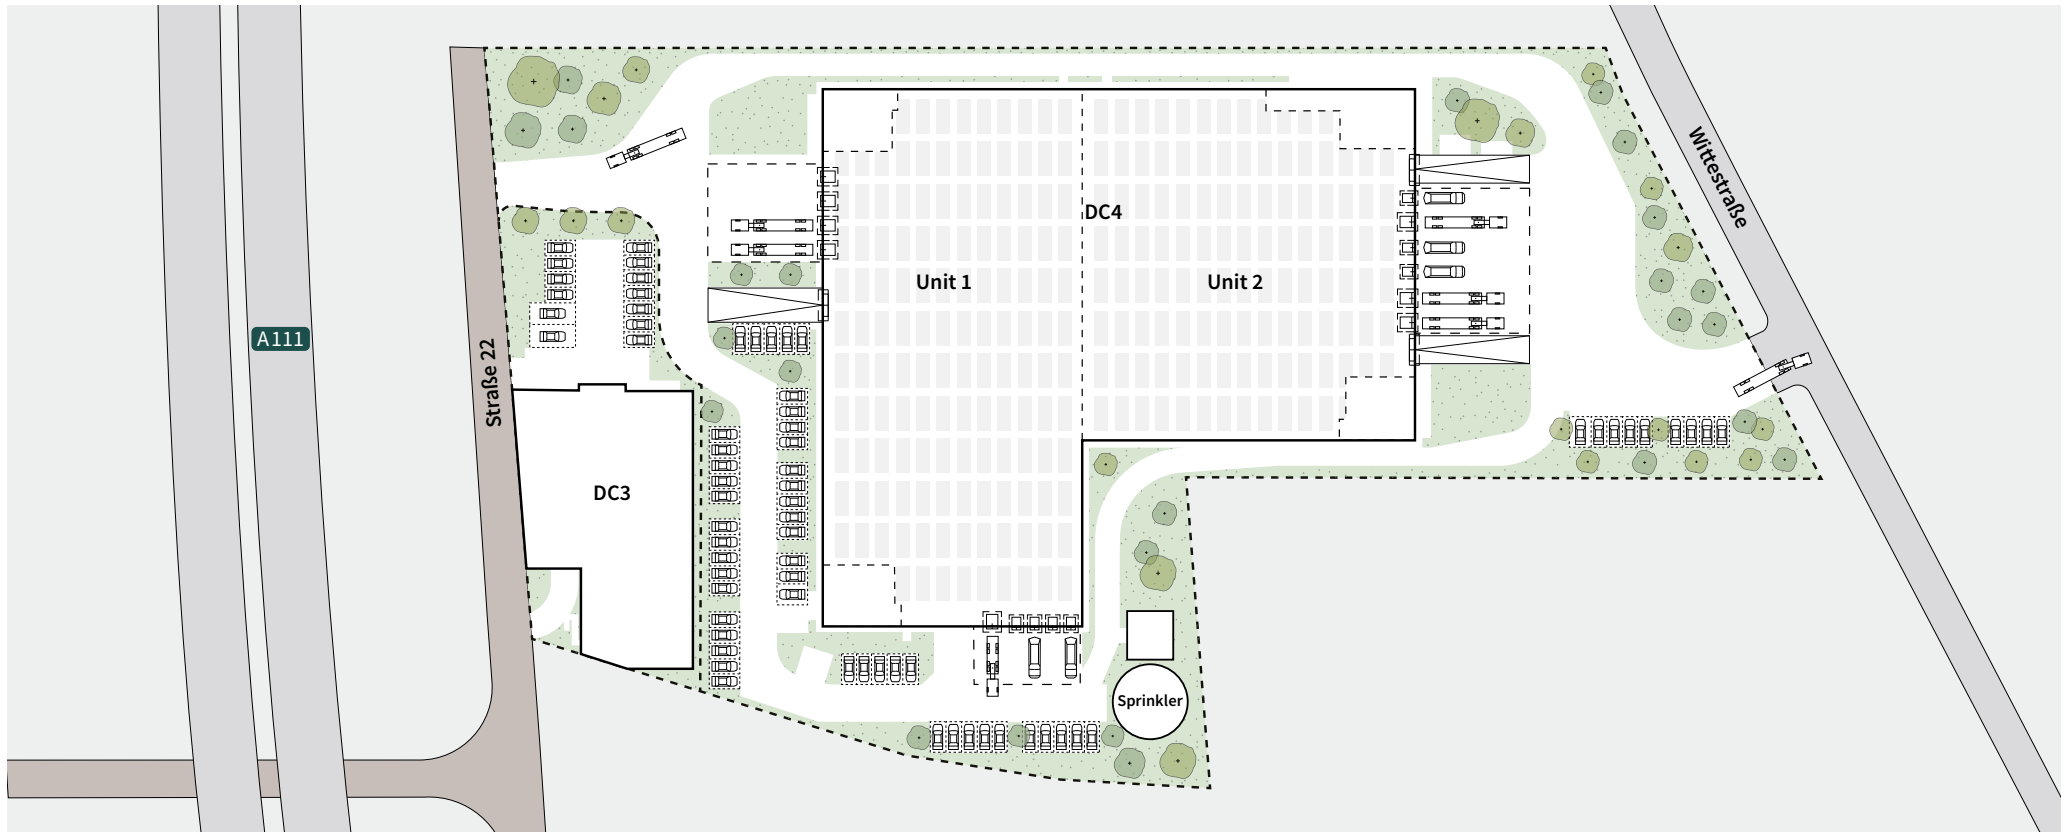 Wittestraße
DC4
Unit 1
Unit 2
A111
Straße 22
DC3
Sprinkler